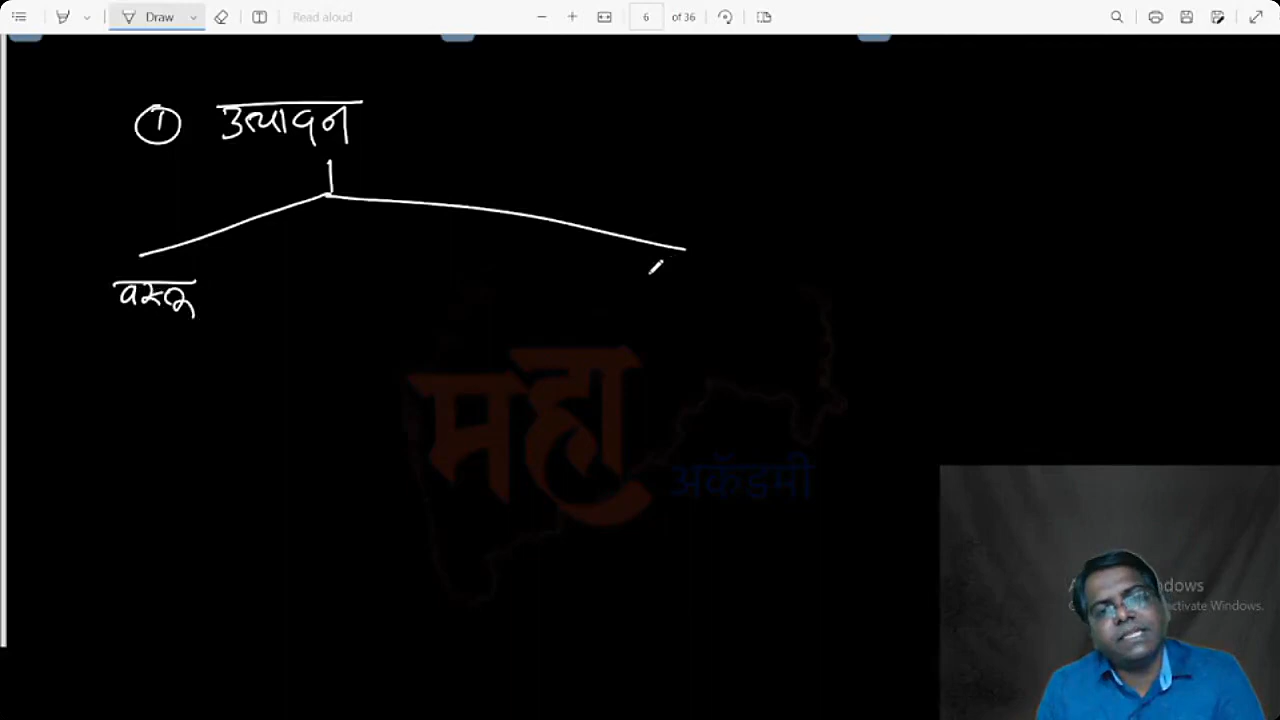 Draw
Read aloud
6 of 36
① उत्पादन
वस्तू
महा
अकॅडमी